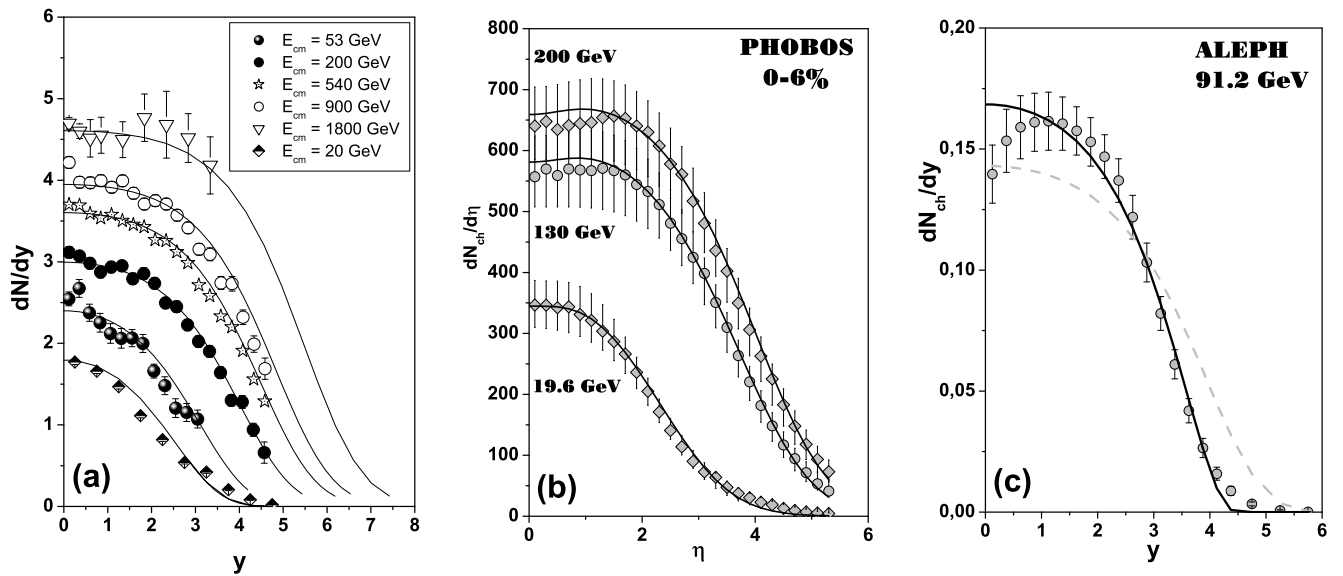 6
5
4
3
2
1
0
dN/dy
0 1 2 3 4 5 6 7 8
y
E_cm = 53 GeV
E_cm = 200 GeV
E_cm = 540 GeV
E_cm = 900 GeV
E_cm = 1800 GeV
E_cm = 20 GeV
(a)
800
700
600
500
400
300
200
100
0
dN_ch/dη
0 2 4 6
η
PHOBOS
0-6%
200 GeV
130 GeV
19.6 GeV
(b)
0,20
0,15
0,10
0,05
0,00
dN_ch/dy
0 1 2 3 4 5 6
y
ALEPH
91.2 GeV
(c)